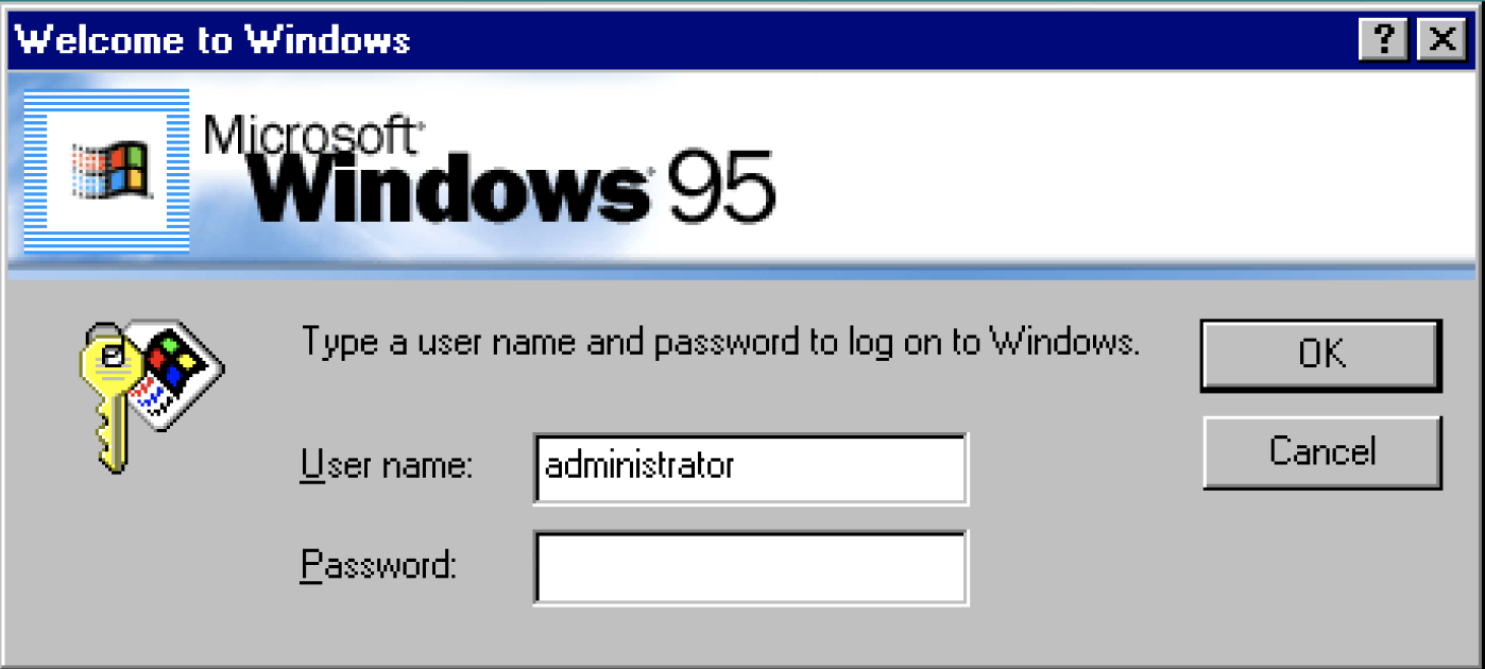 Welcome to Windows
Microsoft®
Windows® 95
Type a user name and password to log on to Windows.
OK
User name: administrator
Cancel
Password: